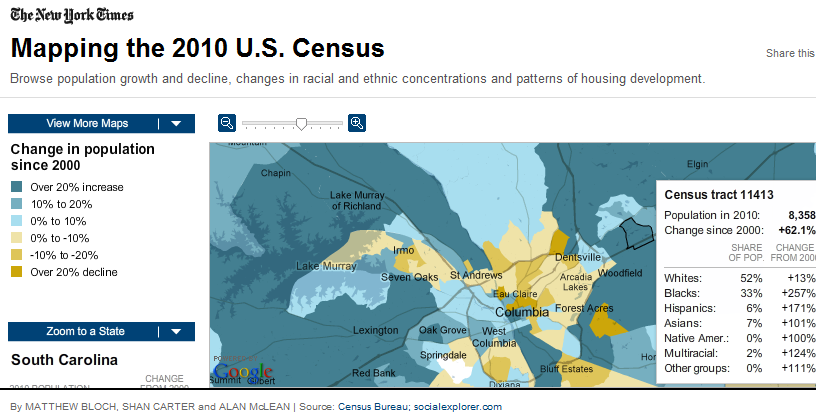 The New York Times
Mapping the 2010 U.S. Census
Share this
Browse population growth and decline, changes in racial and ethnic concentrations and patterns of housing development.
View More Maps
Change in population
since 2000
Over 20% increase
10% to 20%
0% to 10%
0% to -10%
-10% to -20%
Over 20% decline
Zoom to a State
South Carolina
2010 POPULATION
CHANGE
FROM 2000
Mountain
Chapin
Elgin
Lake Murray
of Richland
Irmo
Lake Murray
Seven Oaks
St Andrews
Dentsville
Woodfield
Arcadia
Lakes
Eau Claire
Columbia
Forest Acres
Lexington
Oak Grove
West
Columbia
Springdale
Red Bank
Bluff Estates
Hor
Summit
Gilbert
Dixiana
POWERED BY
Google
Census tract 11413
Population in 2010: 8,358
Change since 2000: +62.1%
SHARE CHANGE
OF POP. FROM 200
Whites: 52% +13%
Blacks: 33% +257%
Hispanics: 6% +171%
Asians: 7% +101%
Native Amer.: 0% +100%
Multiracial: 2% +124%
Other groups: 0% +111%
By MATTHEW BLOCH, SHAN CARTER and ALAN McLEAN | Source: Census Bureau; socialexplorer.com